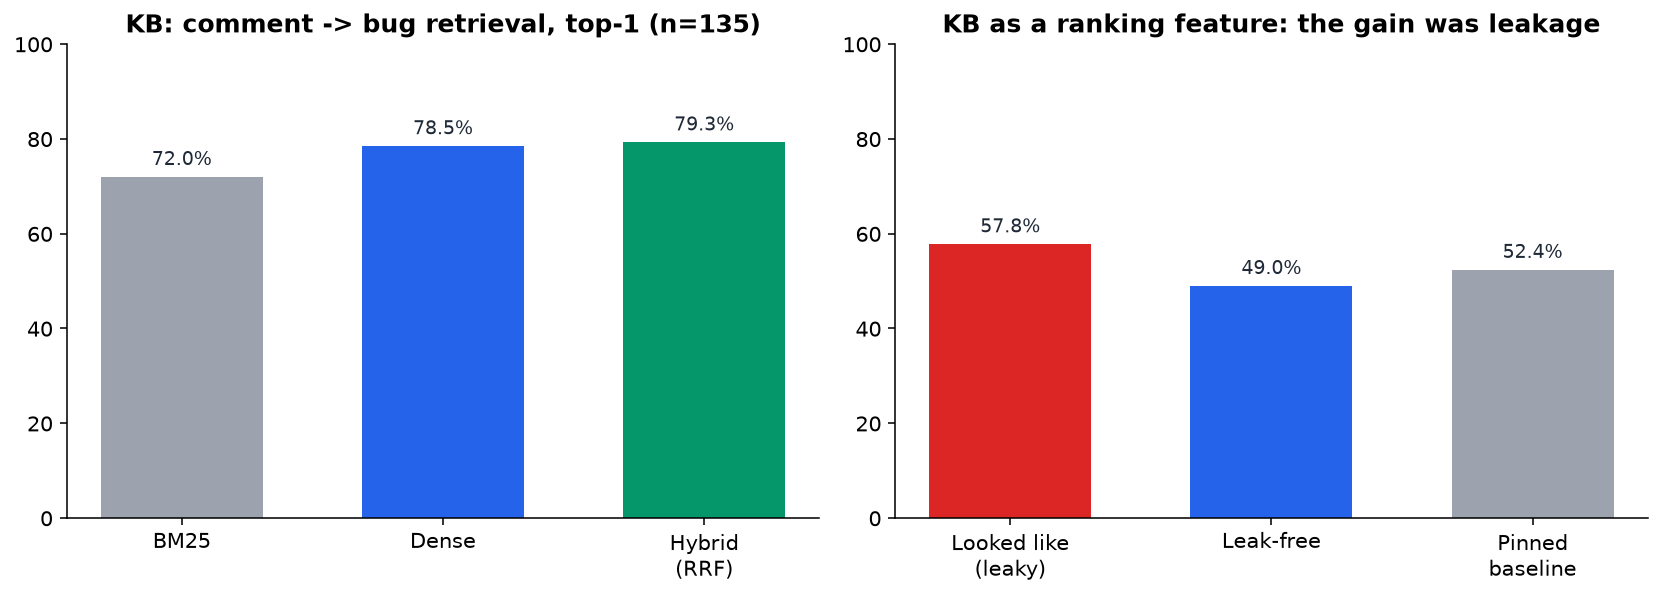 KB: comment -> bug retrieval, top-1 (n=135)
100
80
60
40
20
0
72.0%
78.5%
79.3%
BM25
Dense
Hybrid
(RRF)
KB as a ranking feature: the gain was leakage
100
80
60
40
20
0
57.8%
49.0%
52.4%
Looked like
(leaky)
Leak-free
Pinned
baseline